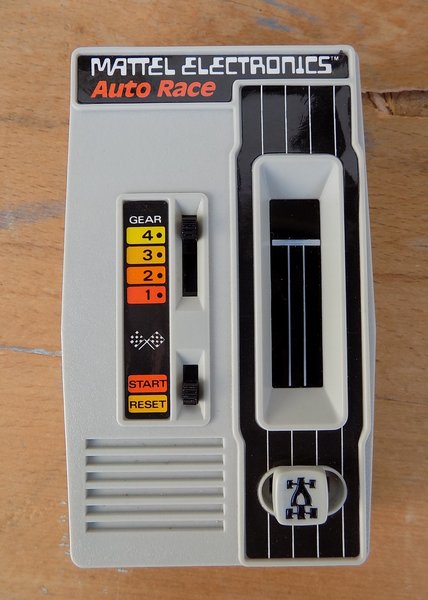 MATTEL ELECTRONICS™
Auto Race
GEAR
4
3
2
1
START
RESET